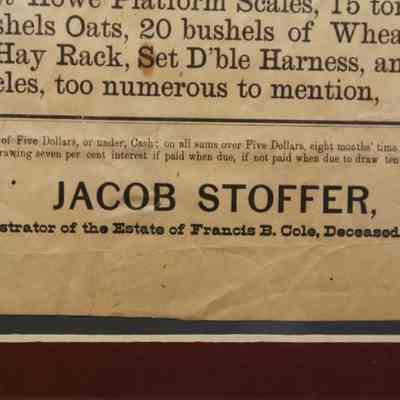 Howe Platform Scales, 15 to
shels Oats, 20 bushels of Whea
Hay Rack, Set D'ble Harness, an
les, too numerous to mention,
of Five Dollars, or under, Cash; on all sums over Five Dollars, eight months' time
rawing seven per cent interest if paid when due, if not paid when due to draw ten
JACOB STOFFER,
strator of the Estate of Francis B. Cole, Deceased